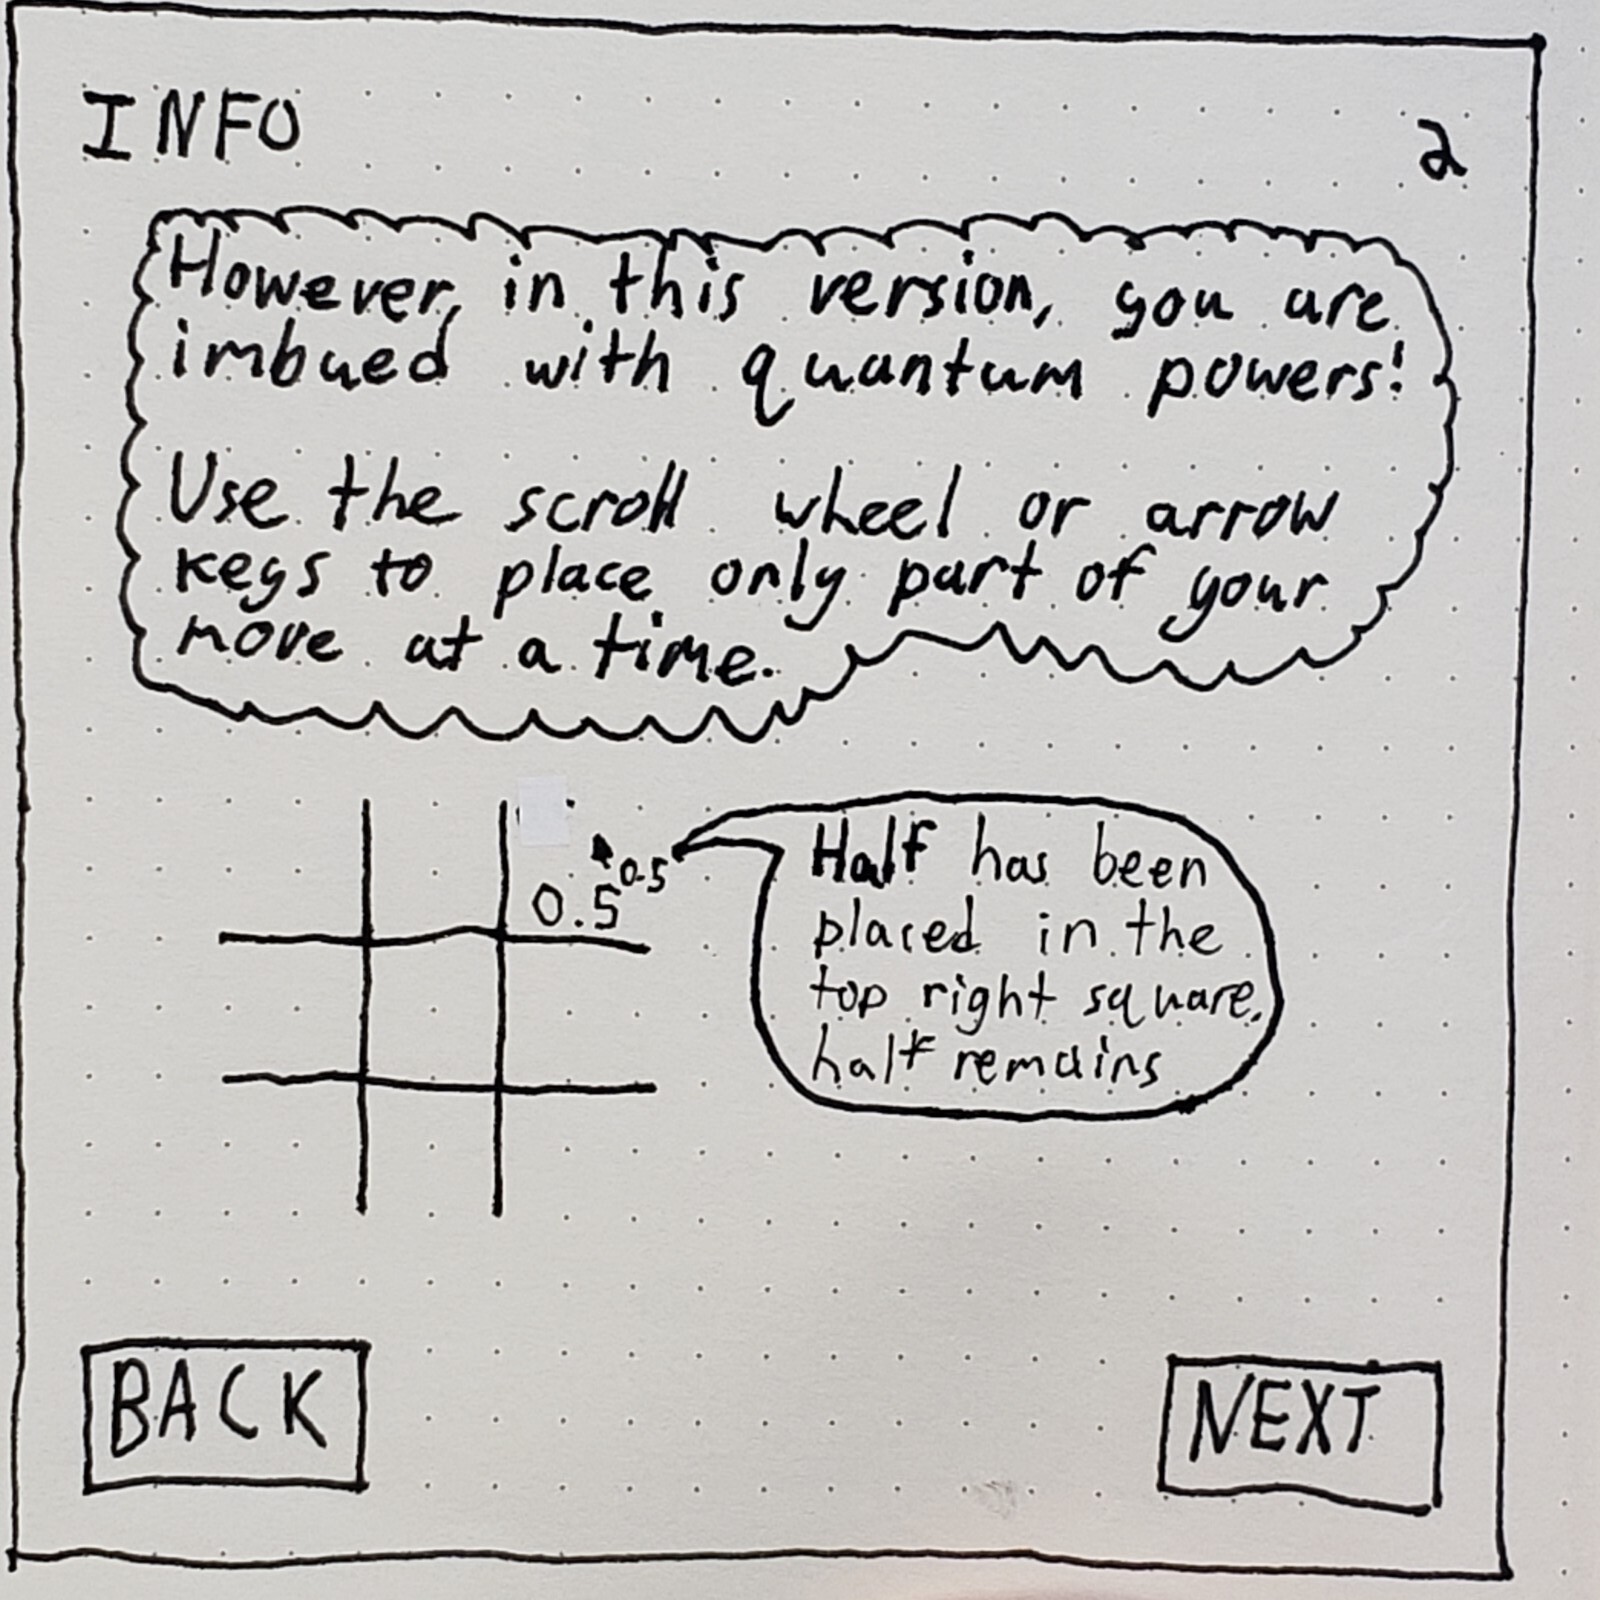 INFO
2
However, in this version, you are
imbued with quantum powers!
Use the scroll wheel or arrow
keys to place only part of your
move at a time.
0.5
0.5
Half has been
placed in the
top right square,
half remains
BACK
NEXT